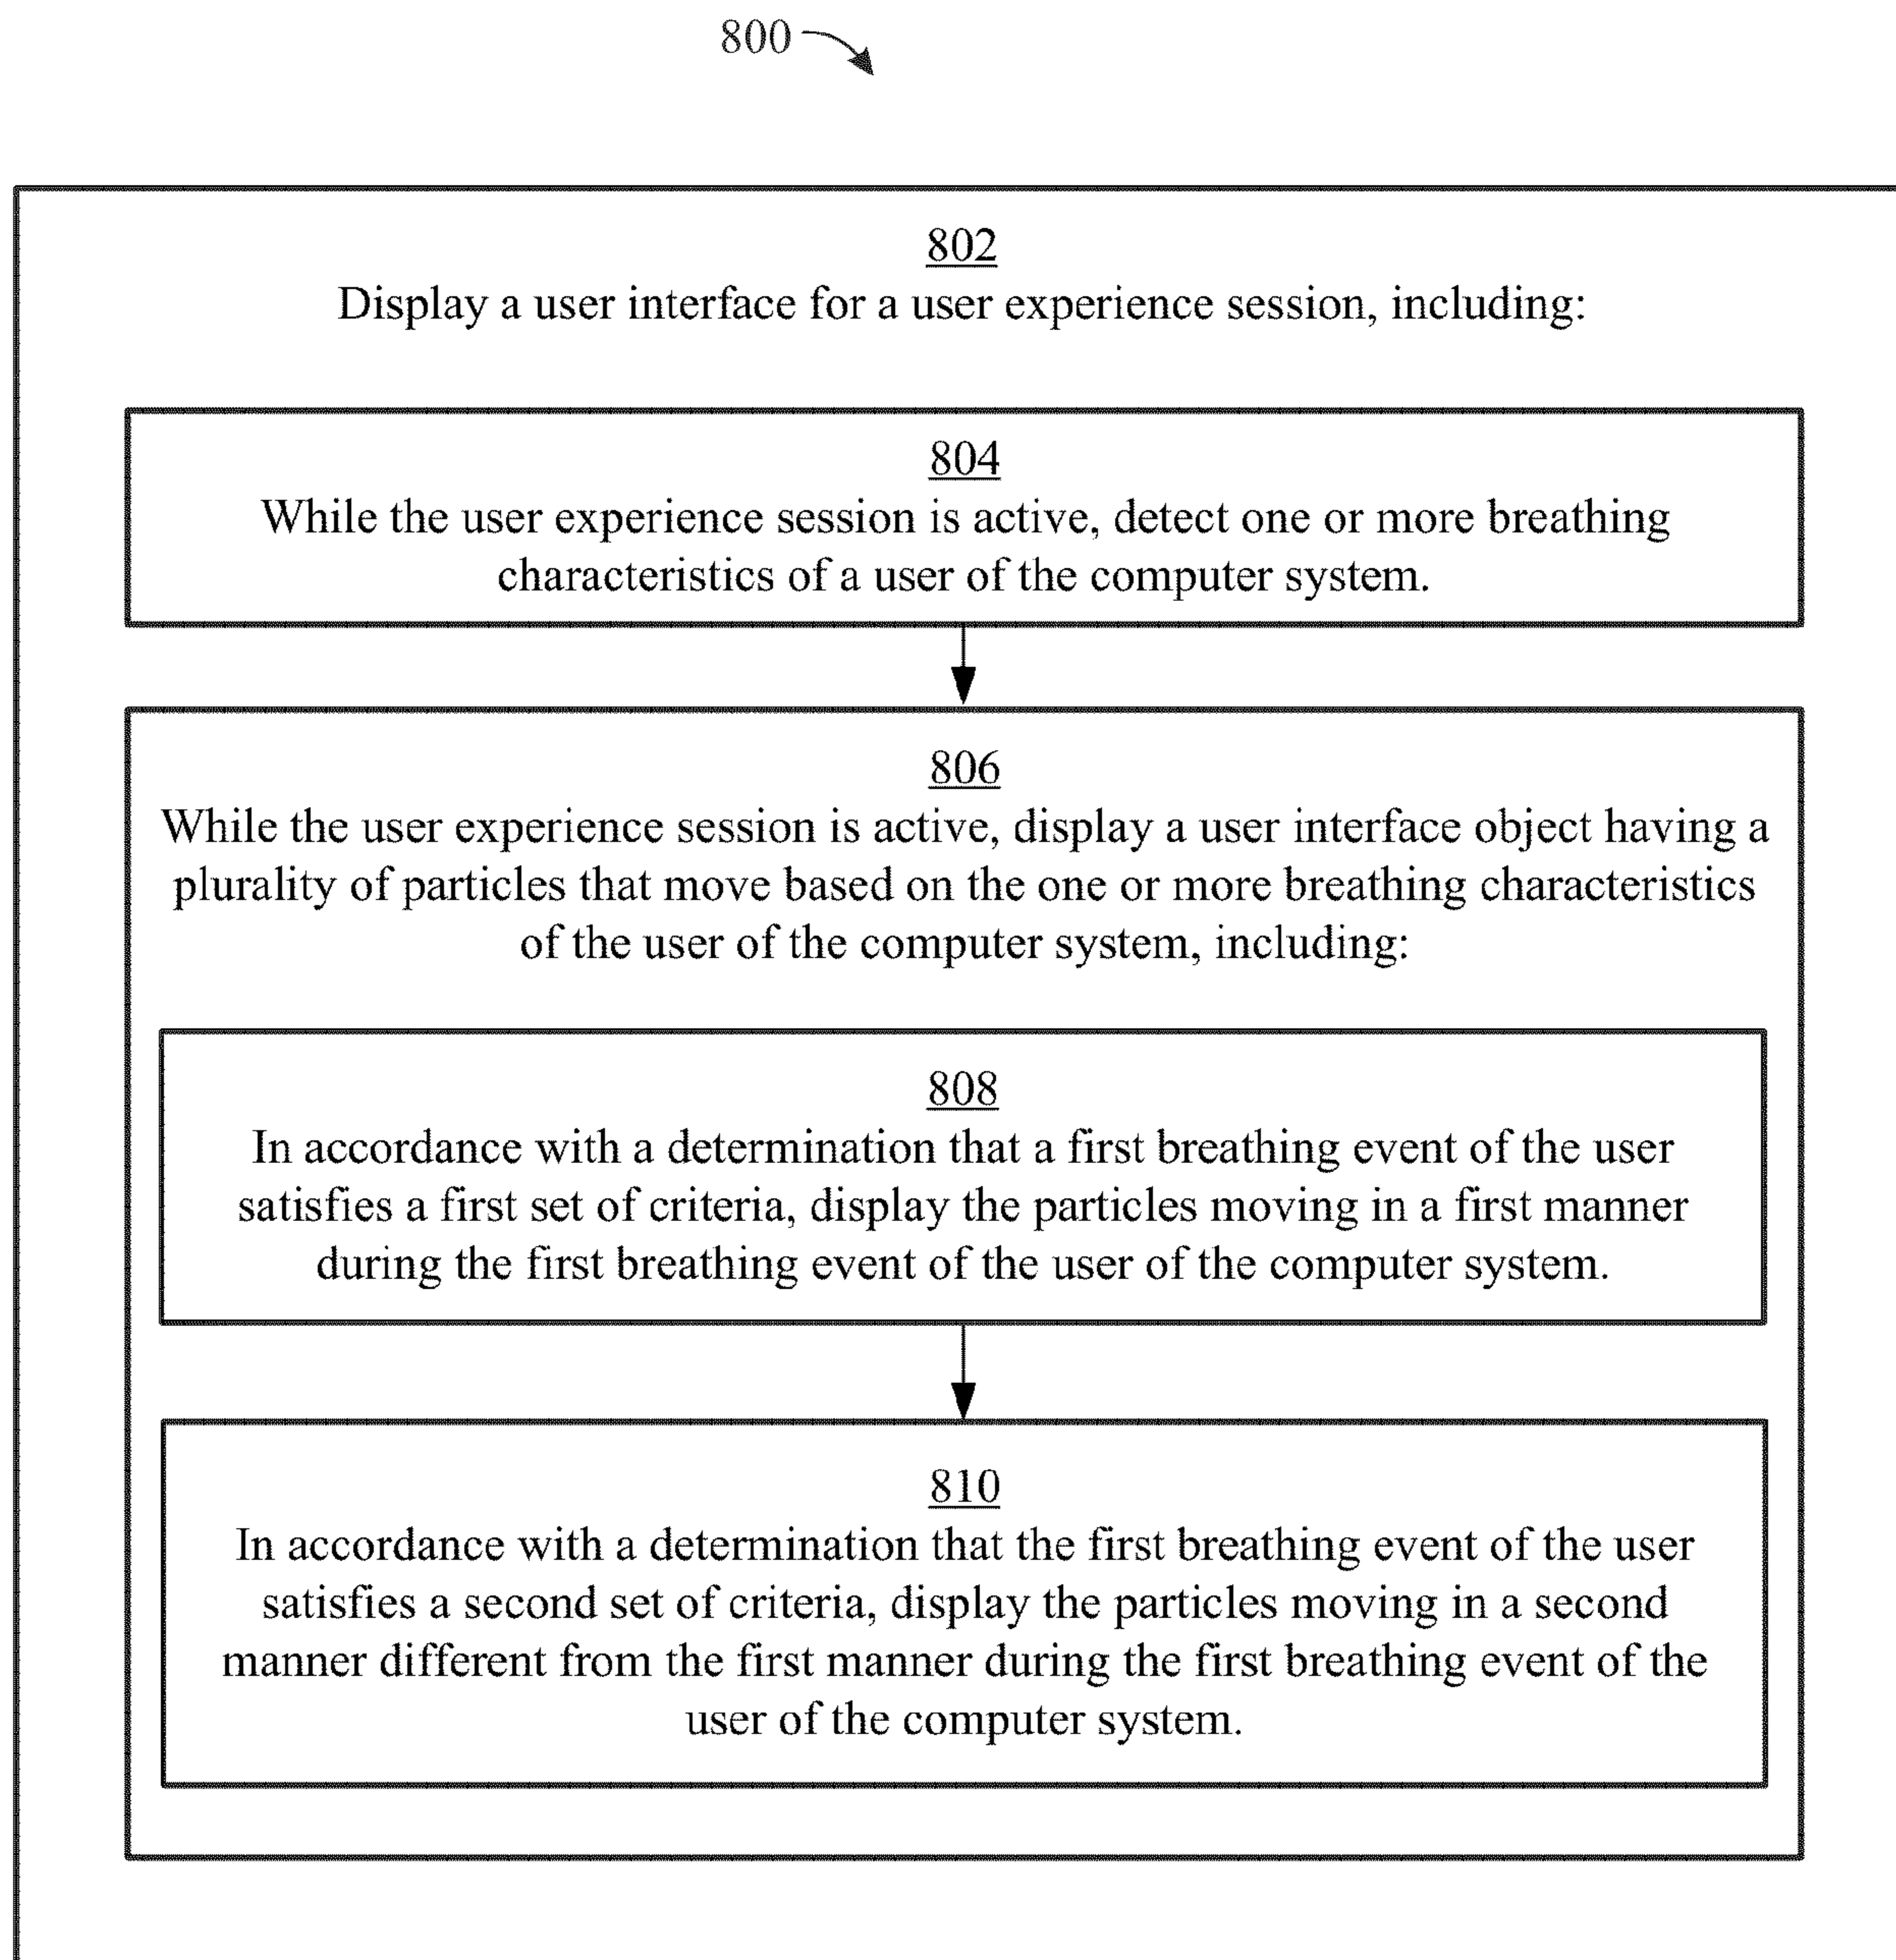 800
802
Display a user interface for a user experience session, including:
804
While the user experience session is active, detect one or more breathing
characteristics of a user of the computer system.
806
While the user experience session is active, display a user interface object having a
plurality of particles that move based on the one or more breathing characteristics
of the user of the computer system, including:
808
In accordance with a determination that a first breathing event of the user
satisfies a first set of criteria, display the particles moving in a first manner
during the first breathing event of the user of the computer system.
810
In accordance with a determination that the first breathing event of the user
satisfies a second set of criteria, display the particles moving in a second
manner different from the first manner during the first breathing event of the
user of the computer system.